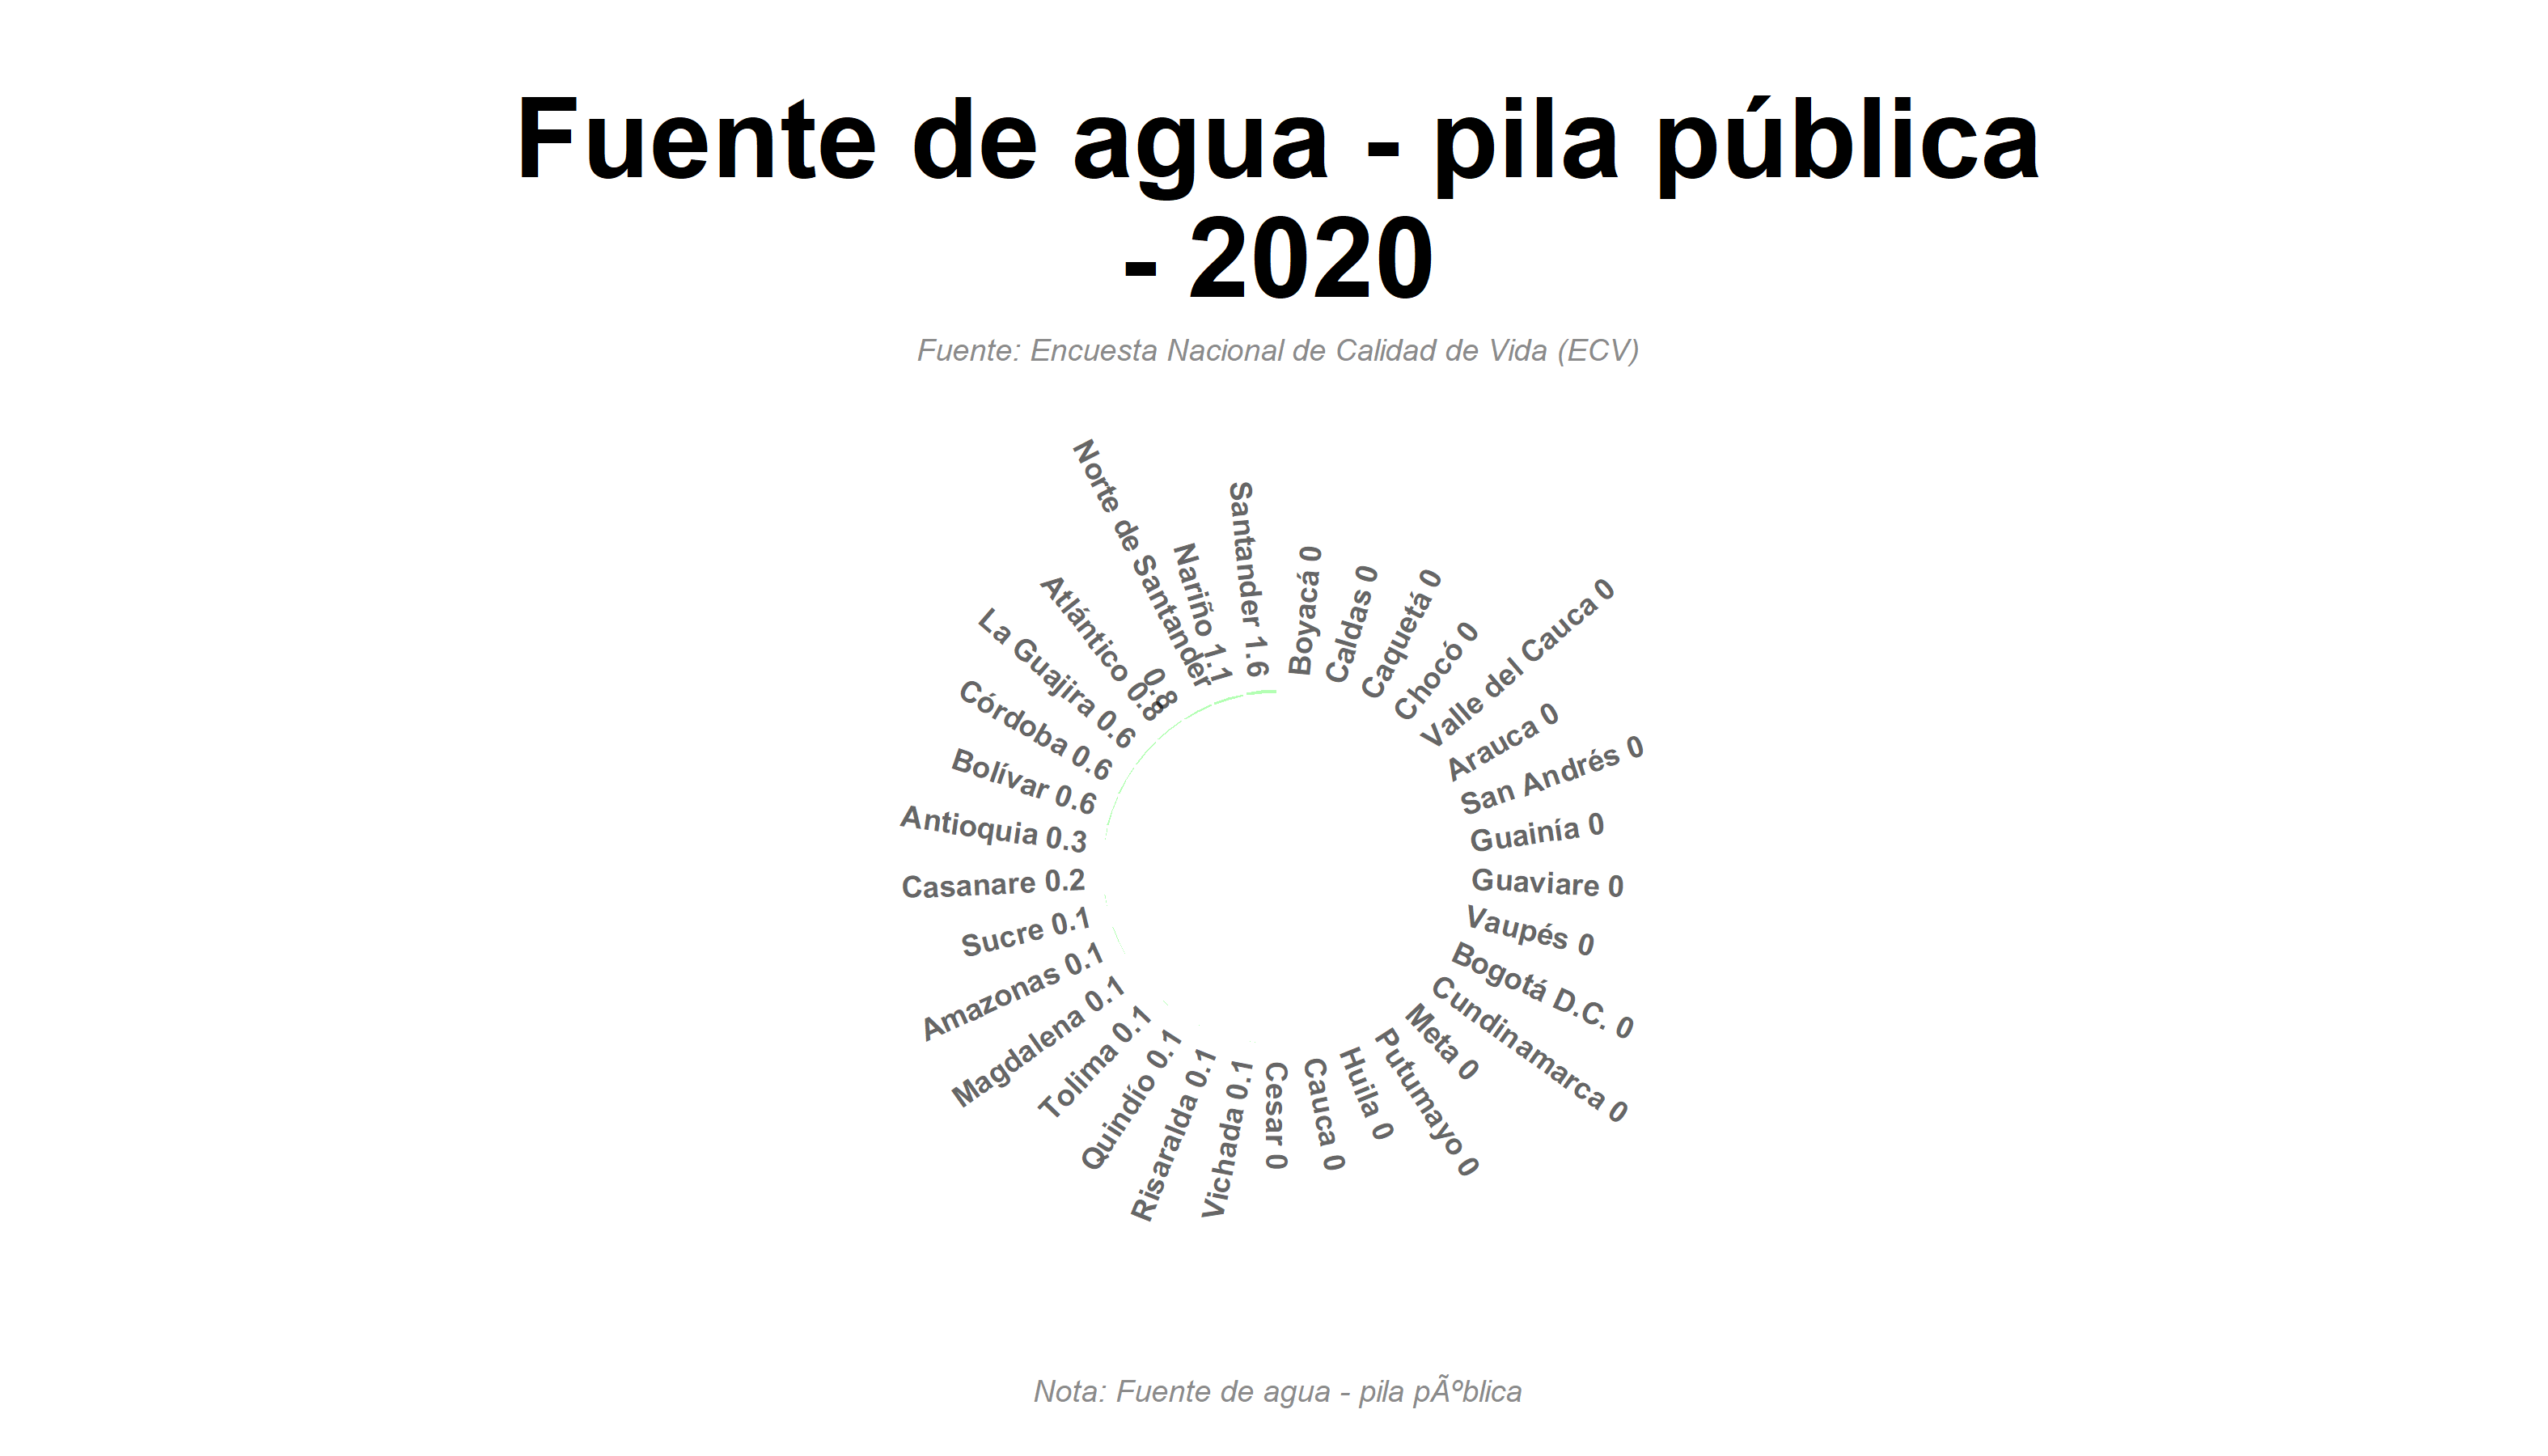 Fuente de agua - pila pública
- 2020
Fuente: Encuesta Nacional de Calidad de Vida (ECV)
Boyacá 0
Caldas 0
Caquetá 0
Chocó 0
Valle del Cauca 0
Arauca 0
San Andrés 0
Guainía 0
Guaviare 0
Vaupés 0
Bogotá D.C. 0
Cundinamarca 0
Meta 0
Putumayo 0
Huila 0
Cauca 0
Cesar 0
Vichada 0.1
Risaralda 0.1
Quindío 0.1
Tolima 0.1
Magdalena 0.1
Amazonas 0.1
Sucre 0.1
Casanare 0.2
Antioquia 0.3
Bolívar 0.6
Córdoba 0.6
La Guajira 0.6
Atlántico 0.8
Norte de Santander
0.8
Nariño 1.1
Santander 1.6
Nota: Fuente de agua - pila pÃºblica